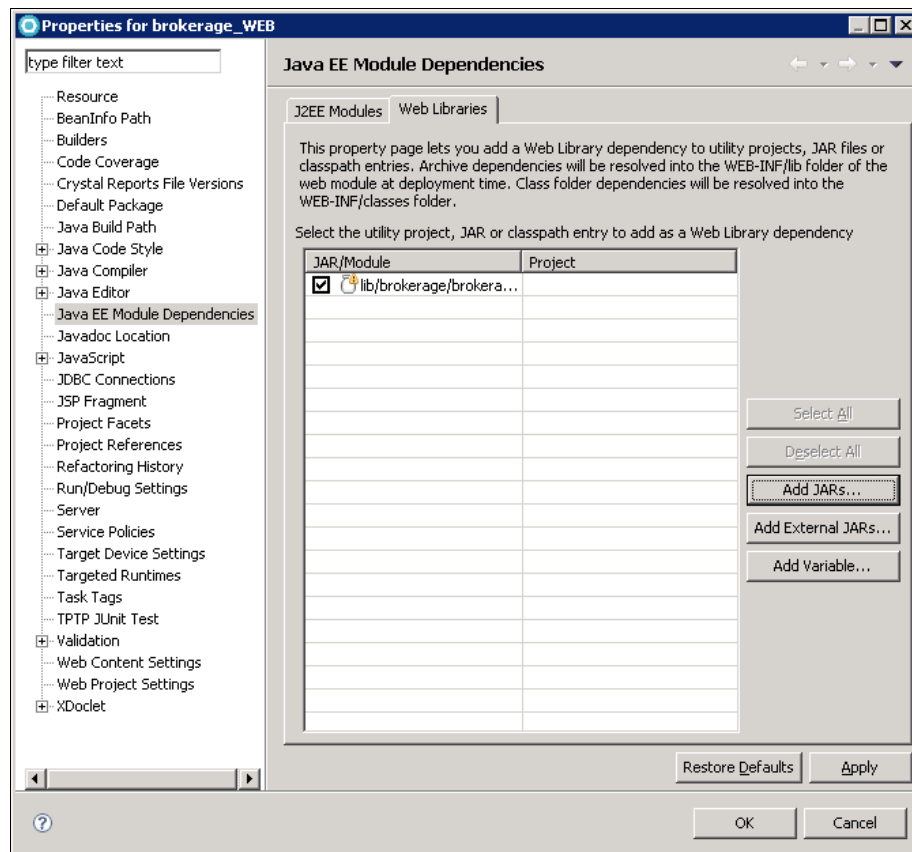 Properties for brokerage_WEB
type filter text
Resource
BeanInfo Path
Builders
Code Coverage
Crystal Reports File Versions
Default Package
Java Build Path
Java Code Style
Java Compiler
Java Editor
Java EE Module Dependencies
Javadoc Location
JavaScript
JDBC Connections
JSP Fragment
Project Facets
Project References
Refactoring History
Run/Debug Settings
Server
Service Policies
Target Device Settings
Targeted Runtimes
Task Tags
TPTP JUnit Test
Validation
Web Content Settings
Web Project Settings
XDoclet
Java EE Module Dependencies
J2EE Modules Web Libraries
This property page lets you add a Web Library dependency to utility projects, JAR files or
classpath entries. Archive dependencies will be resolved into the WEB-INF/lib folder of the
web module at deployment time. Class folder dependencies will be resolved into the
WEB-INF/classes folder.
Select the utility project, JAR or classpath entry to add as a Web Library dependency
JAR/Module Project
lib/brokerage/brokera...
Select All
Deselect All
Add JARs...
Add External JARs...
Add Variable...
Restore Defaults Apply
OK Cancel